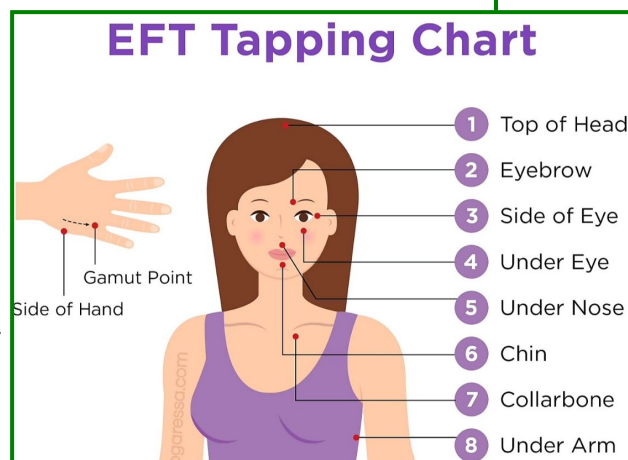 EFT Tapping Chart
1 Top of Head
2 Eyebrow
3 Side of Eye
4 Under Eye
5 Under Nose
6 Chin
7 Collarbone
8 Under Arm
Gamut Point
Side of Hand